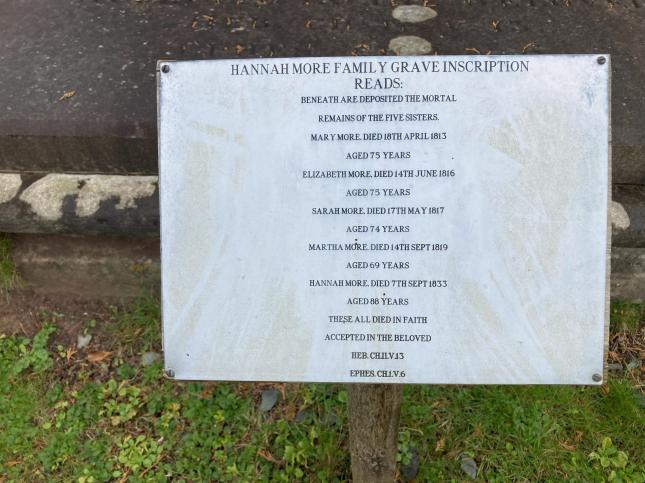 HANNAH MORE FAMILY GRAVE INSCRIPTION
READS:
BENEATH ARE DEPOSITED THE MORTAL
REMAINS OF THE FIVE SISTERS.
MARY MORE. DIED 18TH APRIL 1813
AGED 75 YEARS
ELIZABETH MORE. DIED 14TH JUNE 1816
AGED 75 YEARS
SARAH MORE. DIED 17TH MAY 1817
AGED 74 YEARS
MARTHA MORE. DIED 14TH SEPT 1819
AGED 69 YEARS
HANNAH MORE. DIED 7TH SEPT 1833
AGED 88 YEARS
THESE ALL DIED IN FAITH
ACCEPTED IN THE BELOVED
HEB. CH.11.V.13
EPHES. CH.1.V.6